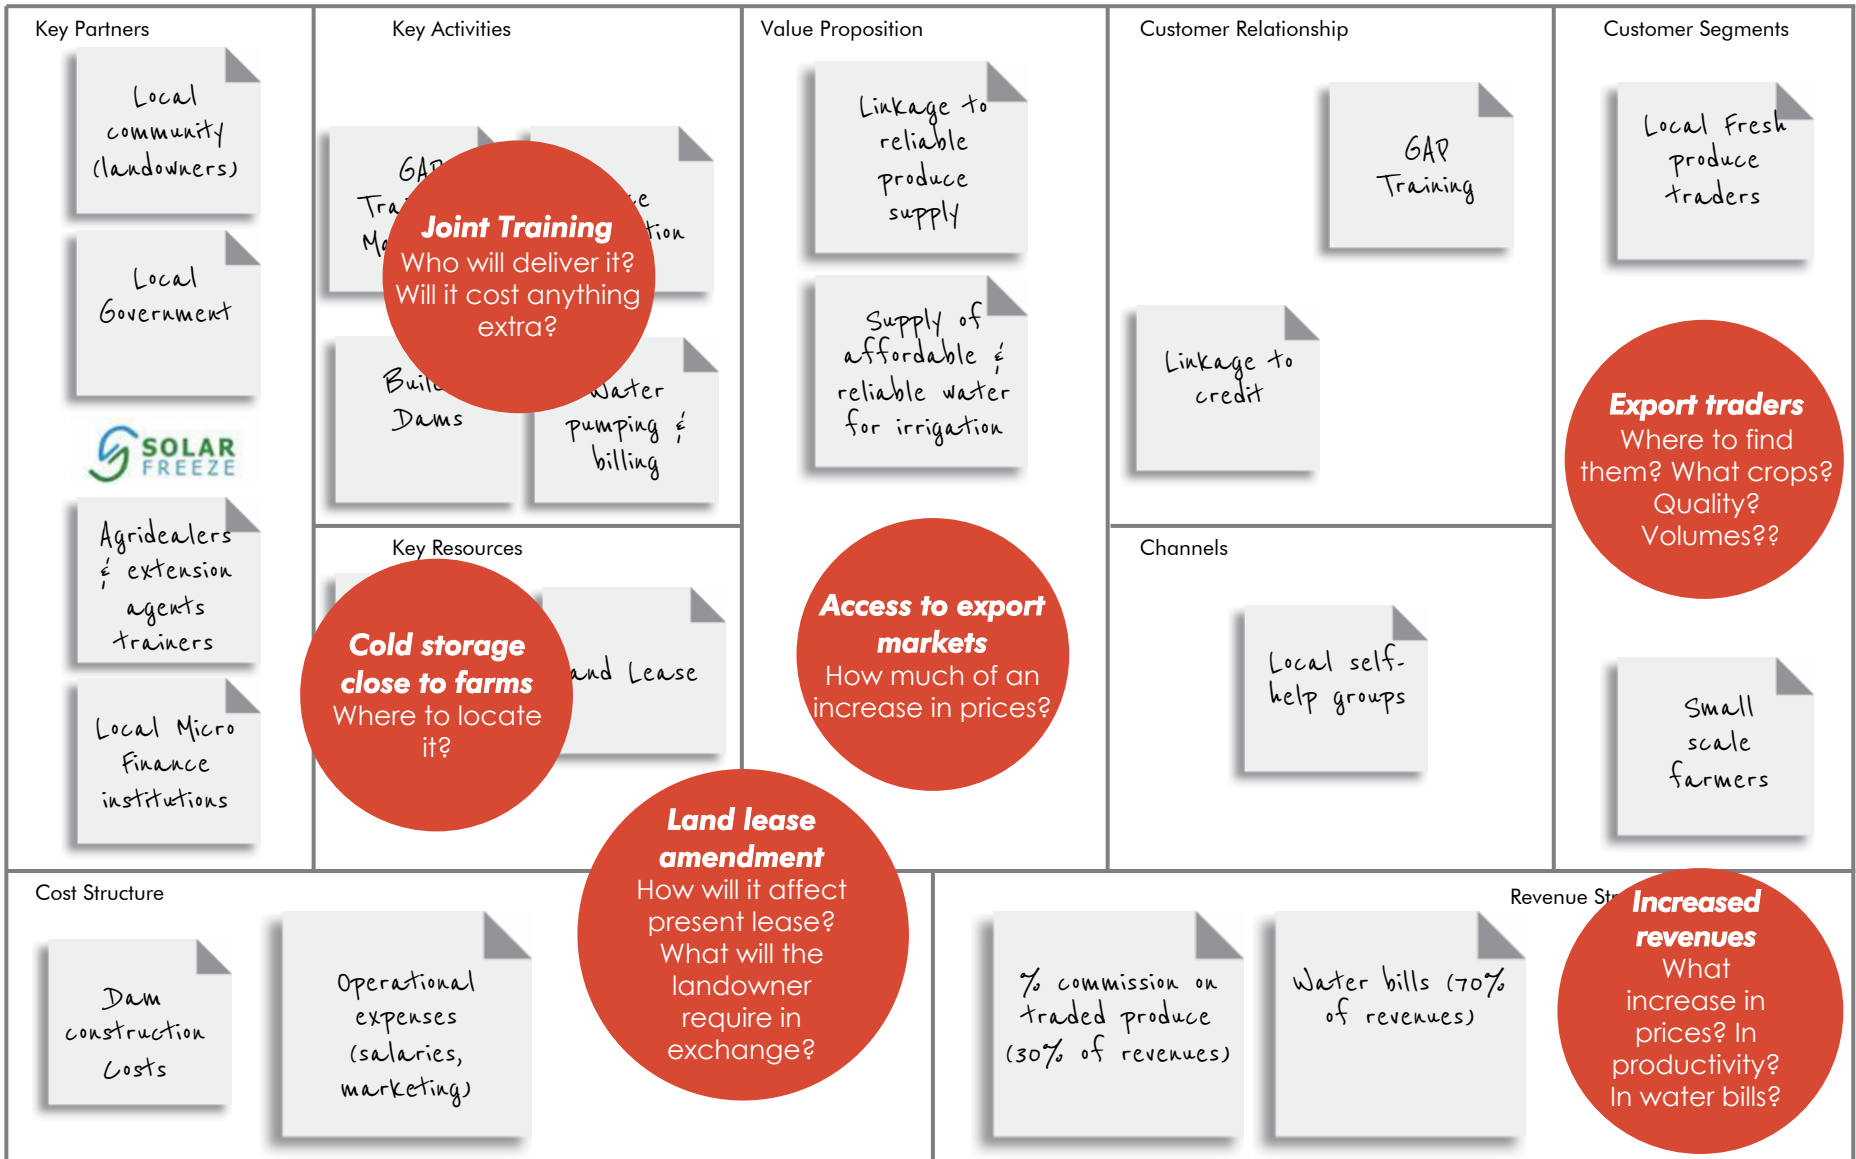 Key Partners
Local
community
(landowners)
Local
Government
SOLAR
FREEZE
Agridealers
& extension
agents
trainers
Local Micro
Finance
institutions
Key Activities
GAP
Joint Training
Who will deliver it?
Will it cost anything
extra?
Dams
Water
pumping &
billing
Key Resources
Cold storage
close to farms
Where to locate
it?
Lease
Value Proposition
Linkage to
reliable
produce
supply
Supply of
affordable &
reliable water
for irrigation
Access to export
markets
How much of an
increase in prices?
Customer Relationship
GAP
Training
Linkage to
credit
Channels
Local self-
help groups
Customer Segments
Local Fresh
produce
traders
Export traders
Where to find
them? What crops?
Quality?
Volumes??
Small
scale
farmers
Cost Structure
Dam
construction
Costs
Operational
expenses
(salaries,
marketing)
Land lease
amendment
How will it affect
present lease?
What will the
landowner
require in
exchange?
Revenue
% commission on
traded produce
(30% of revenues)
Water bills (70%
of revenues)
Increased
revenues
What
increase in
prices? In
productivity?
In water bills?